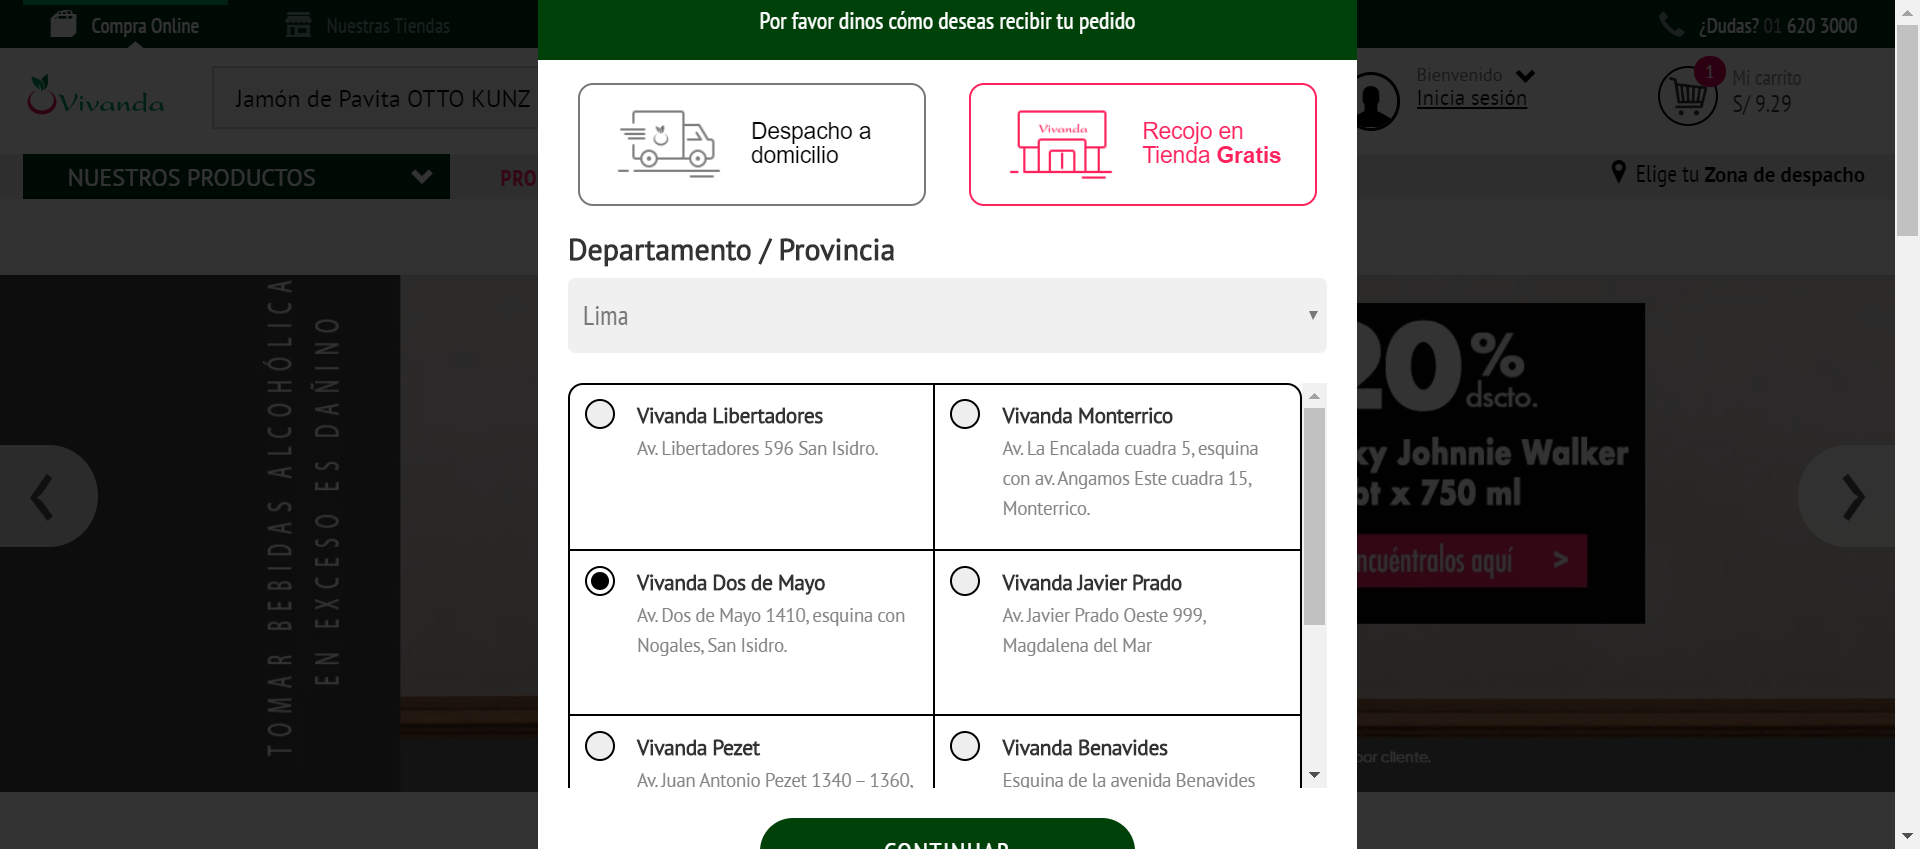 Compra Online
Nuestras Tiendas
¿Dudas? 01 620 3000
Por favor dinos cómo deseas recibir tu pedido
Vivanda
Jamón de Pavita OTTO KUNZ
Bienvenido
Inicia sesión
1
Mi carrito
S/ 9.29
NUESTROS PRODUCTOS
PRO
Elige tu Zona de despacho
Despacho a
domicilio
Vivanda
Recojo en
Tienda Gratis
Departamento / Provincia
Lima
Vivanda Libertadores
Av. Libertadores 596 San Isidro.
Vivanda Monterrico
Av. La Encalada cuadra 5, esquina
con av. Angamos Este cuadra 15,
Monterrico.
Vivanda Dos de Mayo
Av. Dos de Mayo 1410, esquina con
Nogales, San Isidro.
Vivanda Javier Prado
Av. Javier Prado Oeste 999,
Magdalena del Mar
Vivanda Pezet
Av. Juan Antonio Pezet 1340 – 1360,
Vivanda Benavides
Esquina de la avenida Benavides
CONTINUAR
TOMAR BEBIDAS ALCOHÓLICA
EN EXCESO ES DAÑINO
20%
dscto.
ky Johnnie Walker
ot x 750 ml
ncuéntralos aquí >
por cliente.